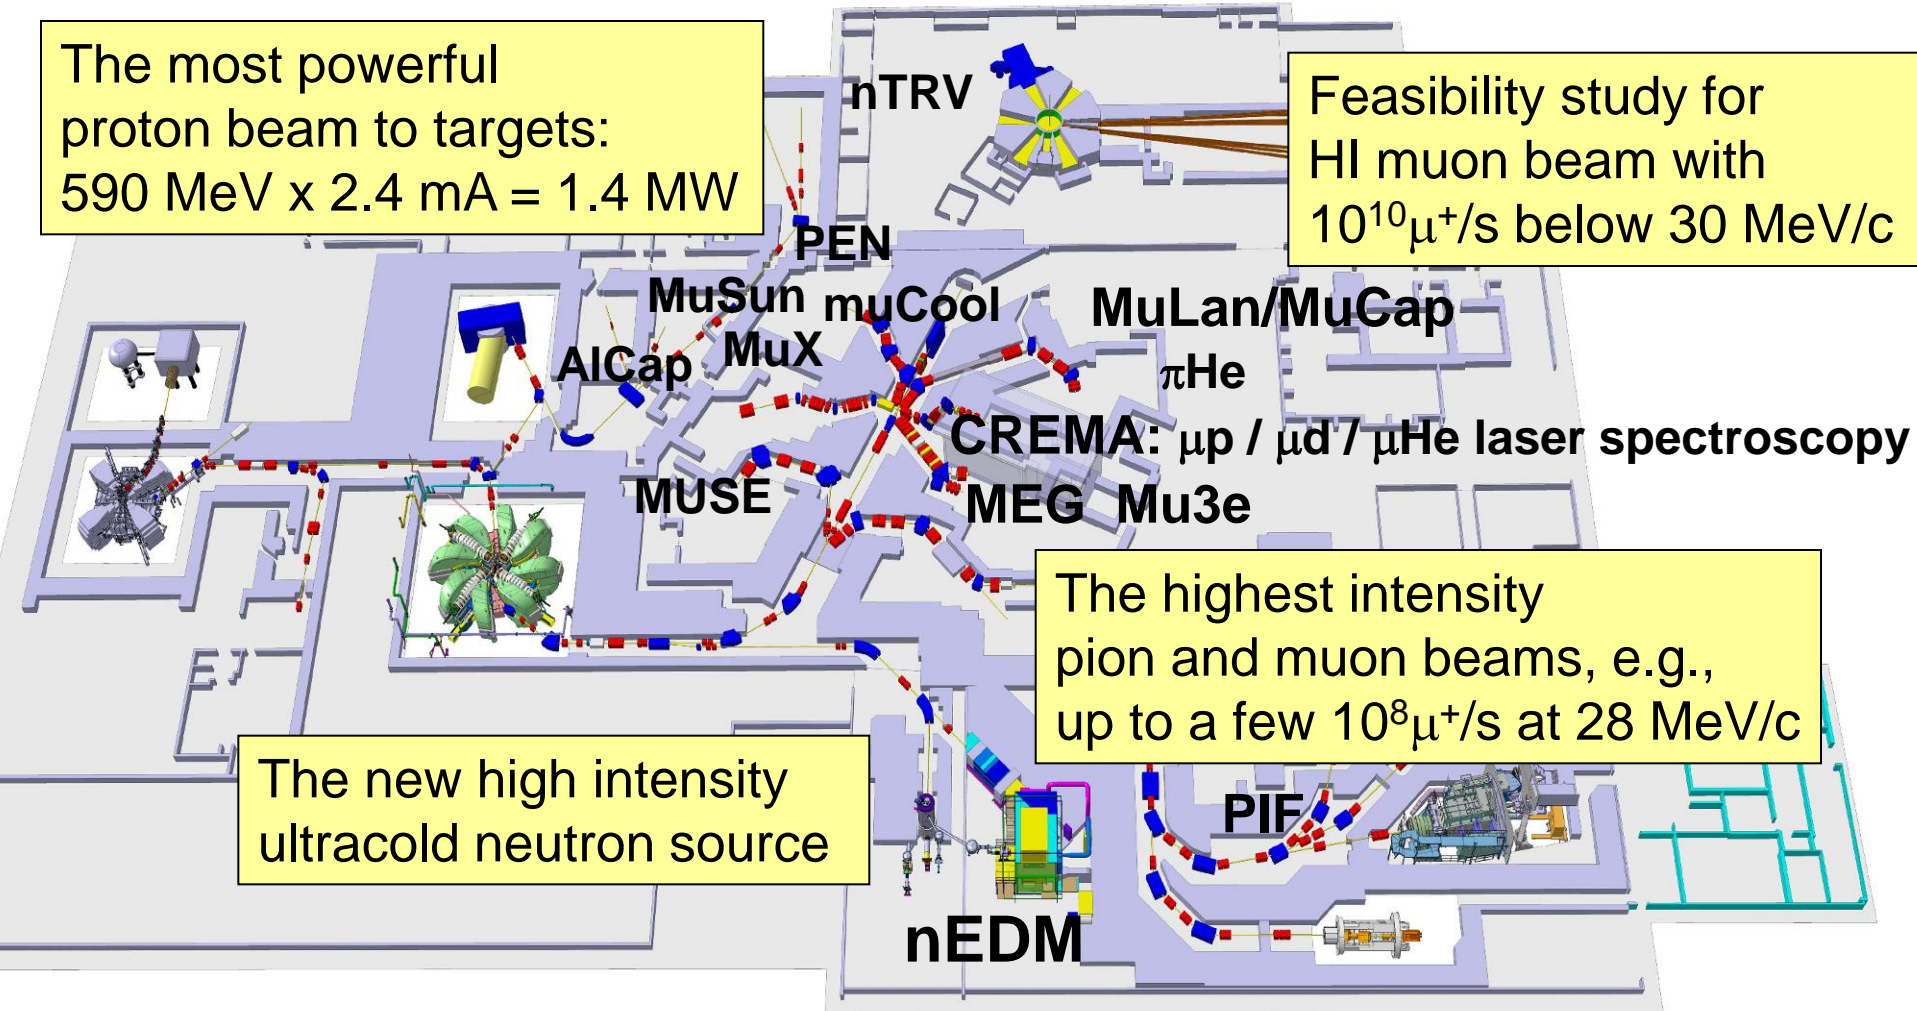 The most powerful
proton beam to targets:
590 MeV x 2.4 mA = 1.4 MW
nTRV
Feasibility study for
HI muon beam with
10¹⁰μ⁺/s below 30 MeV/c
PEN
MuSun muCool
MuLan/MuCap
MuX
AlCap
πHe
CREMA: μp / μd / μHe laser spectroscopy
MUSE
MEG Mu3e
The highest intensity
pion and muon beams, e.g.,
up to a few 10⁸μ⁺/s at 28 MeV/c
The new high intensity
ultracold neutron source
PIF
nEDM